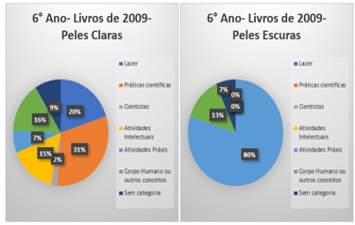 6° Ano- Livros de 2009-
Peles Claras
9%
20%
16%
7%
31%
15%
2%
Lazer
Práticas científicas
Cientistas
Atividades
Intelectuais
Atividades Práxis
Corpo Humano ou
outros conceitos
Sem categoria
6° Ano- Livros de 2009-
Peles Escuras
7%
0%
0%
13%
80%
Lazer
Práticas científicas
Cientistas
Atividades
Intelectuais
Atividades Práxis
Corpo Humano ou
outros conceitos
Sem categoria